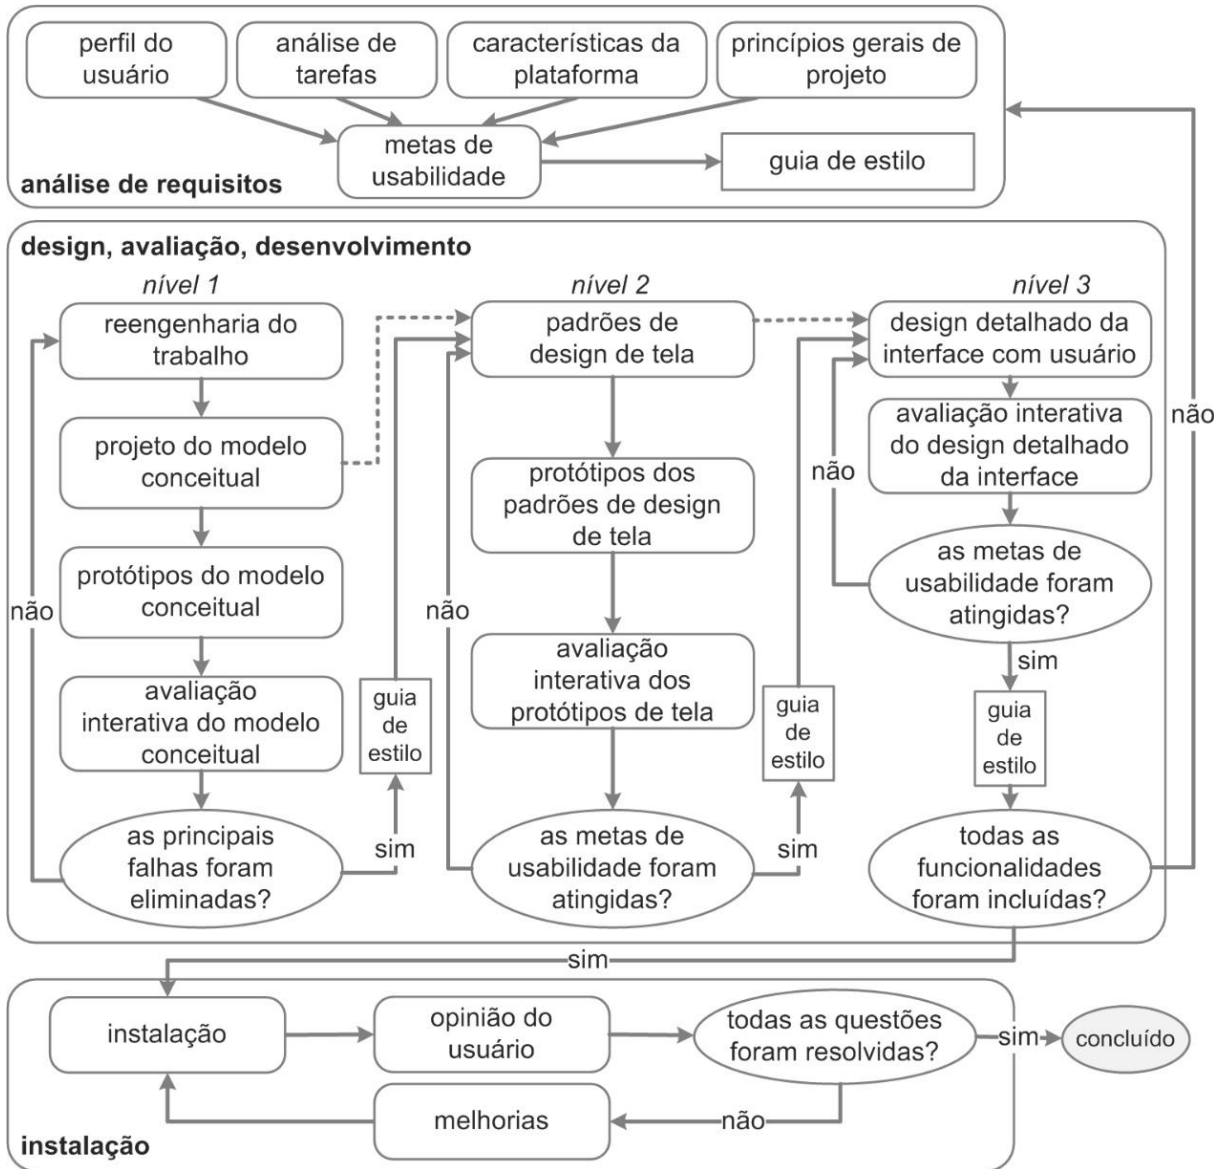 perfil do
usuário
análise de
tarefas
características da
plataforma
princípios gerais de
projeto
metas de
usabilidade
guia de estilo
análise de requisitos
design, avaliação, desenvolvimento
nível 1
reengenharia do
trabalho
projeto do modelo
conceitual
protótipos do modelo
conceitual
não
avaliação
interativa do modelo
conceitual
as principais
falhas foram
eliminadas?
sim
guia
de
estilo
nível 2
padrões de
design de tela
protótipos dos
padrões de design
de tela
não
avaliação
interativa dos
protótipos de tela
as metas de
usabilidade foram
atingidas?
sim
guia
de
estilo
nível 3
design detalhado da
interface com usuário
avaliação interativa
do design detalhado
da interface
não
as metas de
usabilidade foram
atingidas?
sim
guia
de
estilo
todas as
funcionalidades
foram incluídas?
não
sim
instalação
opinião do
usuário
todas as questões
foram resolvidas?
sim
concluído
melhorias
não
instalação